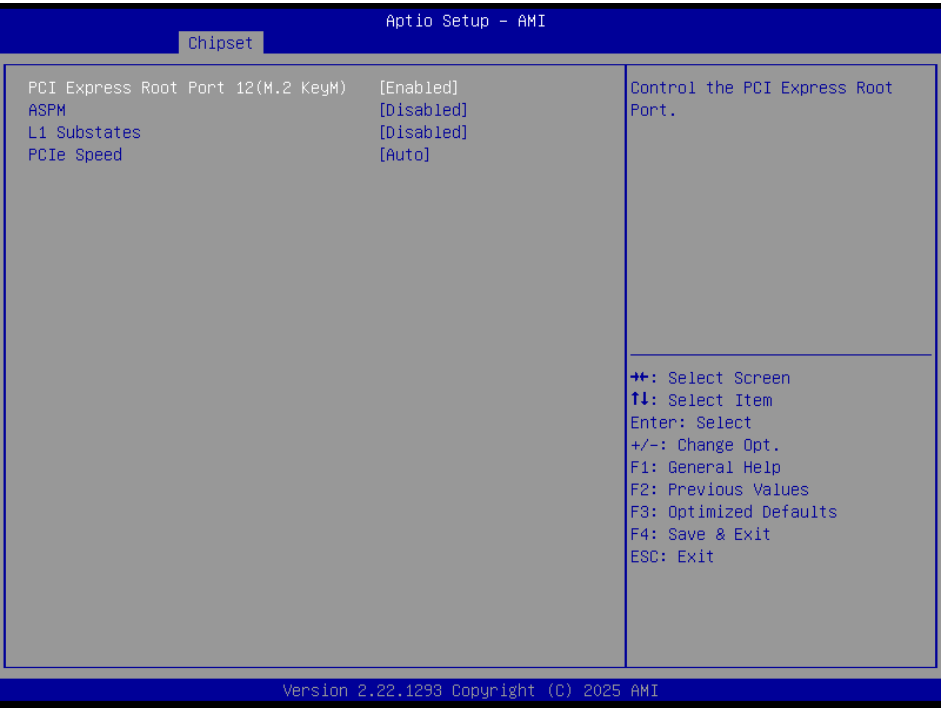 Aptio Setup – AMI
Chipset
PCI Express Root Port 12(M.2 KeyM) [Enabled]
ASPM [Disabled]
L1 Substates [Disabled]
PCIe Speed [Auto]
Control the PCI Express Root
Port.
→←: Select Screen
↑↓: Select Item
Enter: Select
+/-: Change Opt.
F1: General Help
F2: Previous Values
F3: Optimized Defaults
F4: Save & Exit
ESC: Exit
Version 2.22.1293 Copyright (C) 2025 AMI